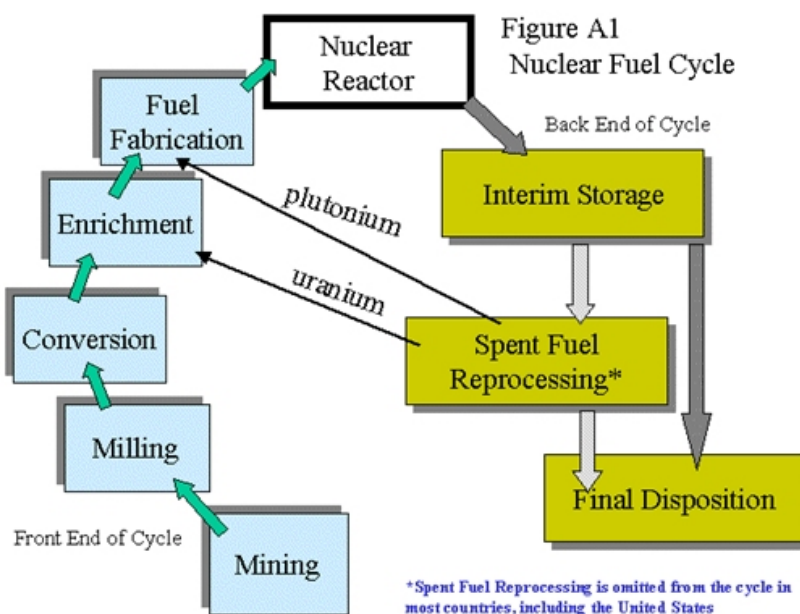 Figure A1
Nuclear Fuel Cycle
Nuclear
Reactor
Fuel
Fabrication
Back End of Cycle
Interim Storage
plutonium
Enrichment
uranium
Conversion
Spent Fuel
Reprocessing*
Milling
Final Disposition
Front End of Cycle
Mining
*Spent Fuel Reprocessing is omitted from the cycle in
most countries, including the United States